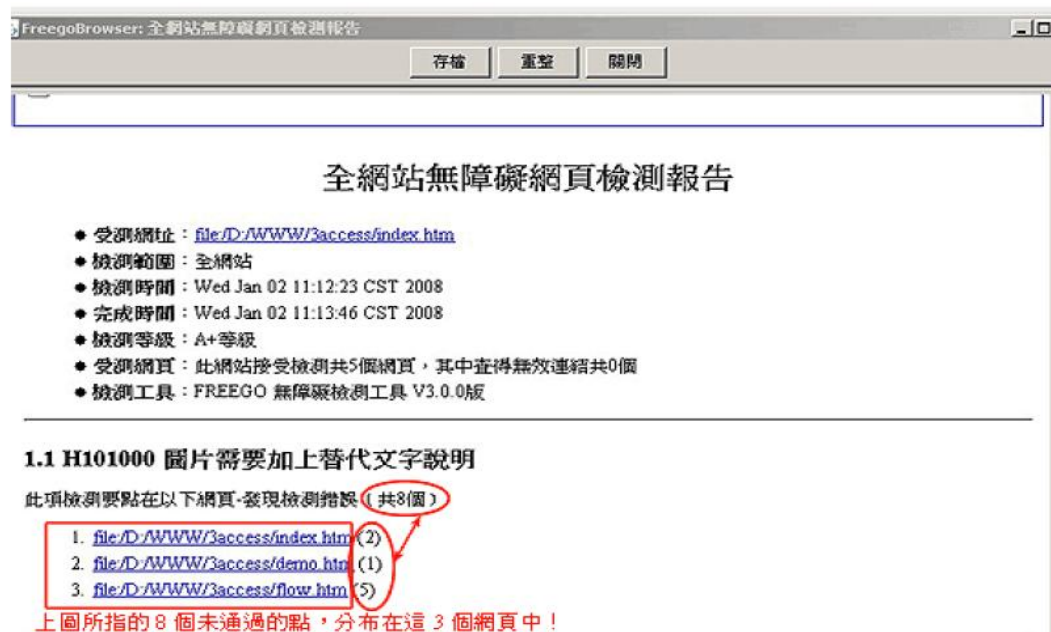 FreegoBrowser: 全網站無障礙網頁檢測報告
存檔 重整 關閉
全網站無障礙網頁檢測報告
受測網址：file:/D:/WWW/3access/index.htm
檢測範圍：全網站
檢測時間：Wed Jan 02 11:12:23 CST 2008
完成時間：Wed Jan 02 11:13:46 CST 2008
檢測等級：A+等級
受測網頁：此網站接受檢測共5個網頁，其中查得無效連結共0個
檢測工具：FREEGO 無障礙檢測工具 V3.0.0版
1.1 H101000 圖片需要加上替代文字說明
此項檢測要點在以下網頁-發現檢測錯誤（共8個）
1. file:/D:/WWW/3access/index.htm (2)
2. file:/D:/WWW/3access/demo.htm (1)
3. file:/D:/WWW/3access/flow.htm (5)
上圖所指的 8 個未通過的點，分布在這 3 個網頁中！